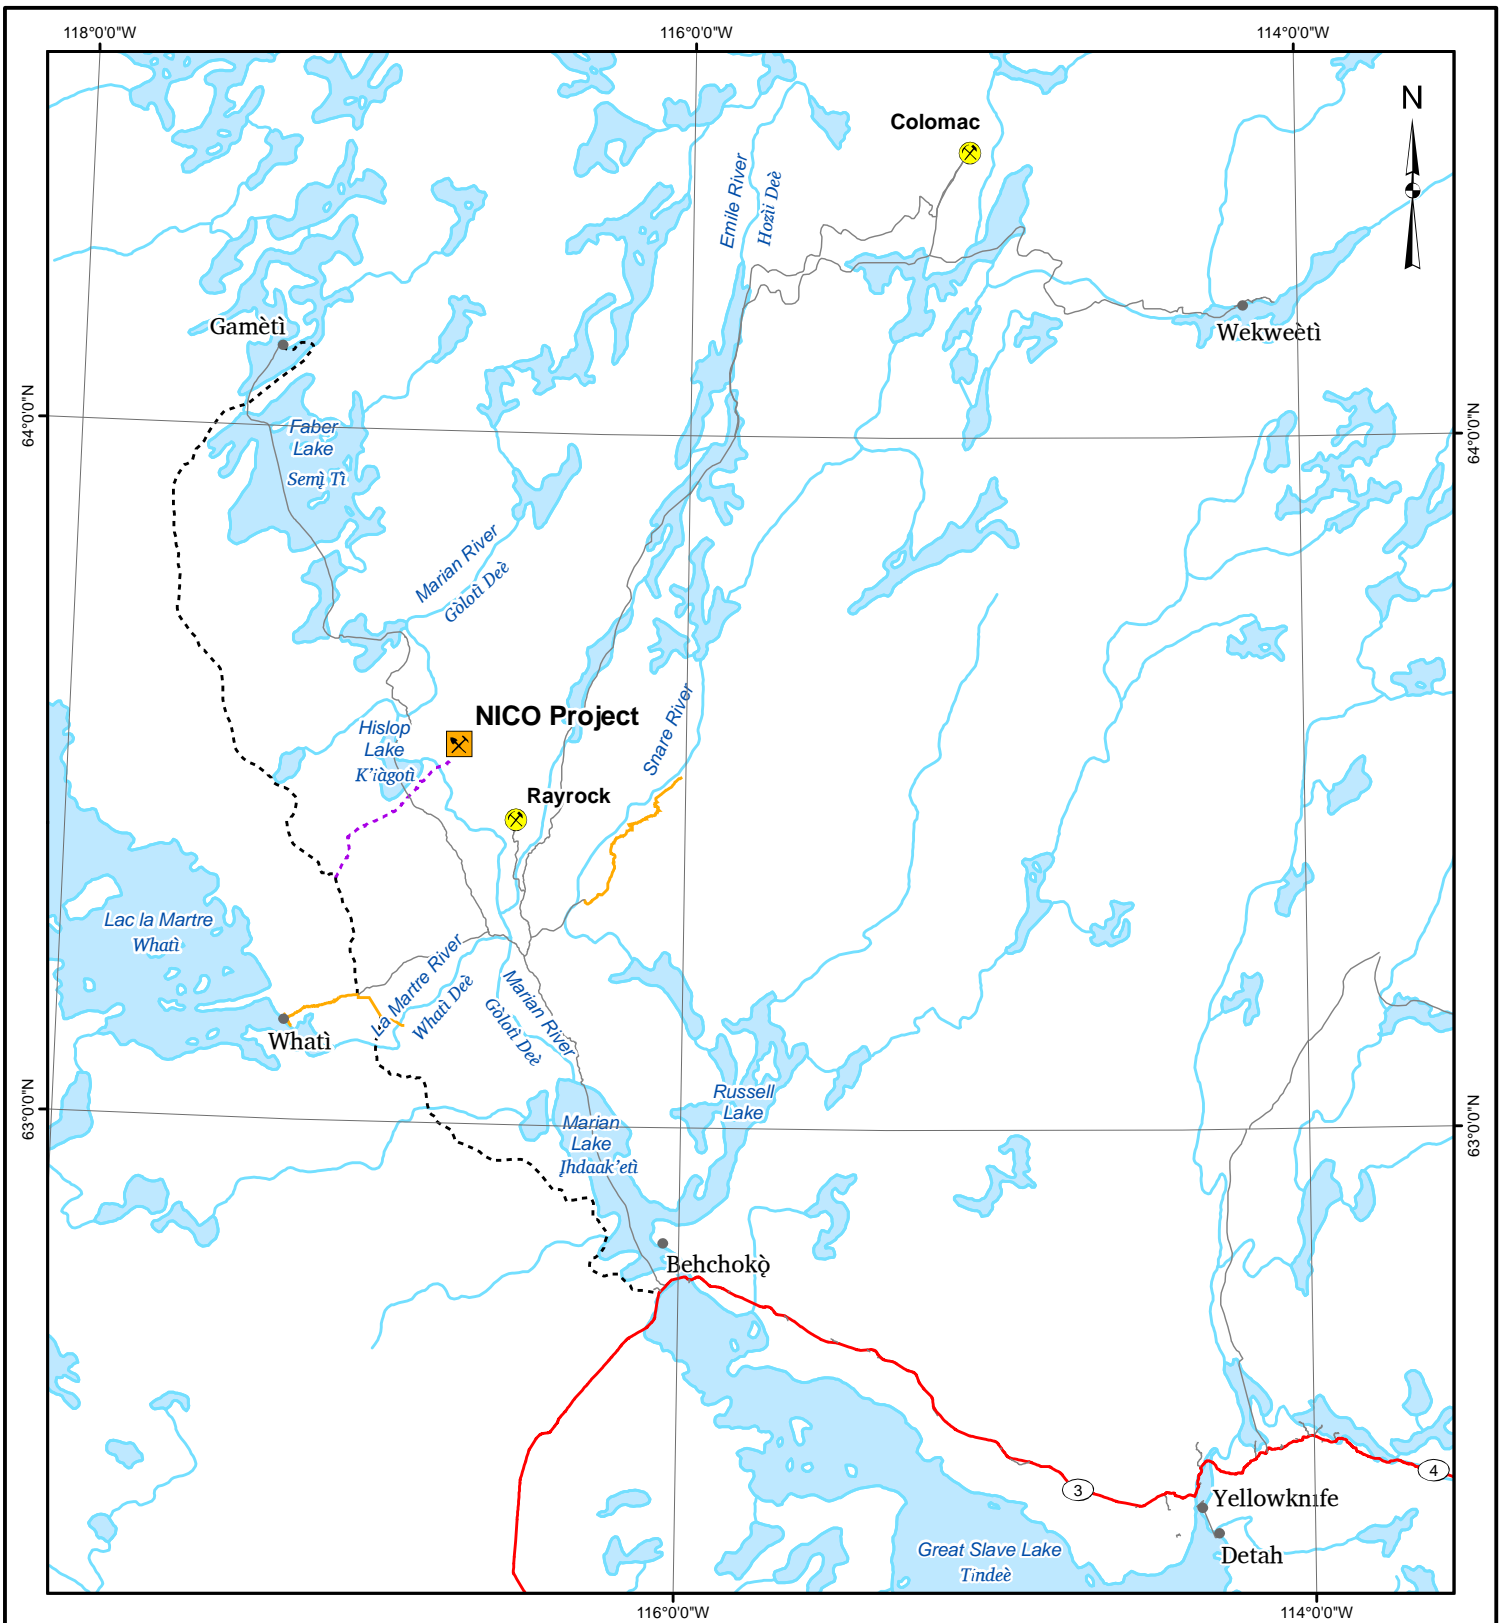 118°0'0"W
116°0'0"W
114°0'0"W
N
Colomac
Emile River
Hozìi Deè
Gamètì
Wekweètì
64°0'0"N
64°0'0"N
Faber
Lake
Semį̀ Tì
Marian River
Gòlotì Deè
NICO Project
Hislop
Lake
K'ıàgotì
Snare River
Rayrock
Lac la Martre
Whatì
La Martre River
Whatì Deè
Marian River
Gòlotì Deè
Whatì
Russell
Lake
63°0'0"N
63°0'0"N
Marian
Lake
Įhdaak'etì
Behchokǫ̀
3
4
Yellowknife
Detah
Great Slave Lake
Tındeè
116°0'0"W
114°0'0"W